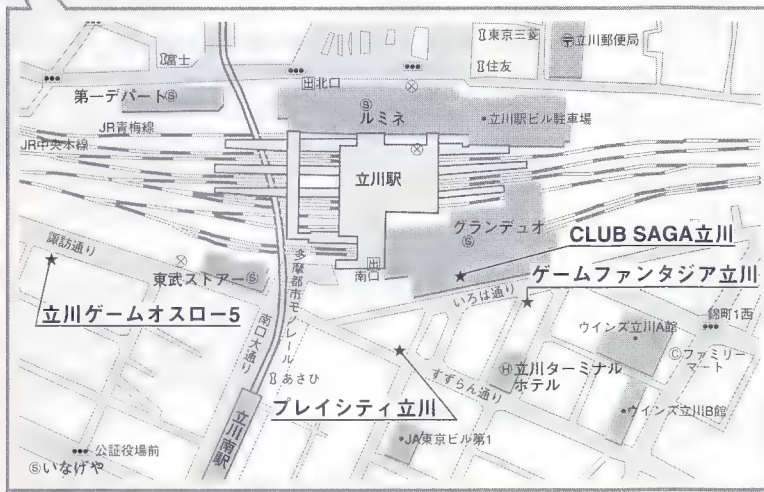 富士
東京三菱
住友
立川郵便局
第一デパート Ⓢ
出北口
Ⓢ
ルミネ
立川駅ビル駐車場
JR青梅線
JR中央本線
立川駅
グランデュオ
Ⓢ
CLUB SAGA立川
諏訪通り
東武ストアー Ⓢ
多摩都市モノレール
出
南口
いろは通り
ゲームファンタジア立川
立川ゲームオスロー5
南口大通り
ウインズ立川A館
錦町1西
Ⓒファミリー
マート
Ⓗ立川ターミナル
ホテル
あさひ
すずらん通り
プレイシティ立川
ウインズ立川B館
立川南駅
公証役場前
JA東京ビル第1
Ⓢいなげや